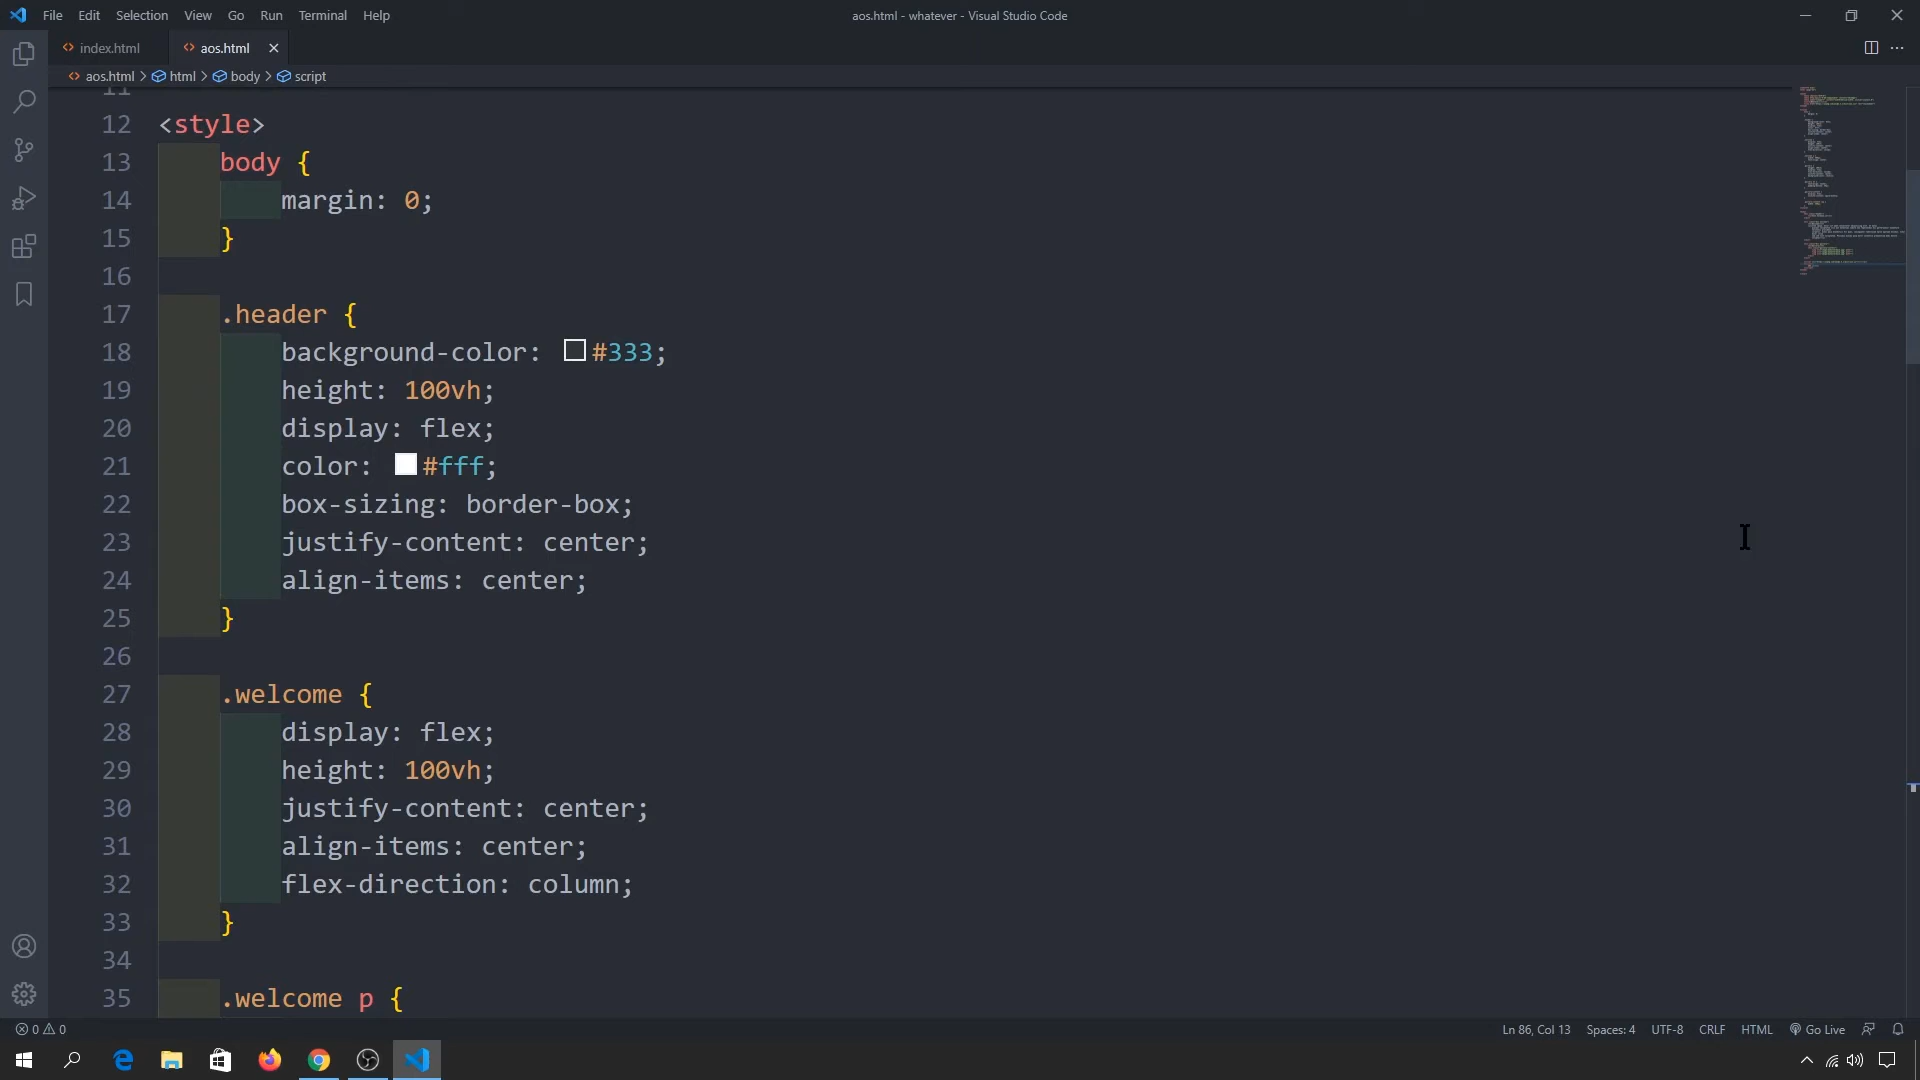 File Edit Selection View Go Run Terminal Help
aos.html - whatever - Visual Studio Code
index.html aos.html
aos.html > html > body > script
11
12 <style>
13 body {
14 margin: 0;
15 }
16
17 .header {
18 background-color: #333;
19 height: 100vh;
20 display: flex;
21 color: #fff;
22 box-sizing: border-box;
23 justify-content: center;
24 align-items: center;
25 }
26
27 .welcome {
28 display: flex;
29 height: 100vh;
30 justify-content: center;
31 align-items: center;
32 flex-direction: column;
33 }
34
35 .welcome p {
0 0 Ln 86, Col 13 Spaces: 4 UTF-8 CRLF HTML Go Live